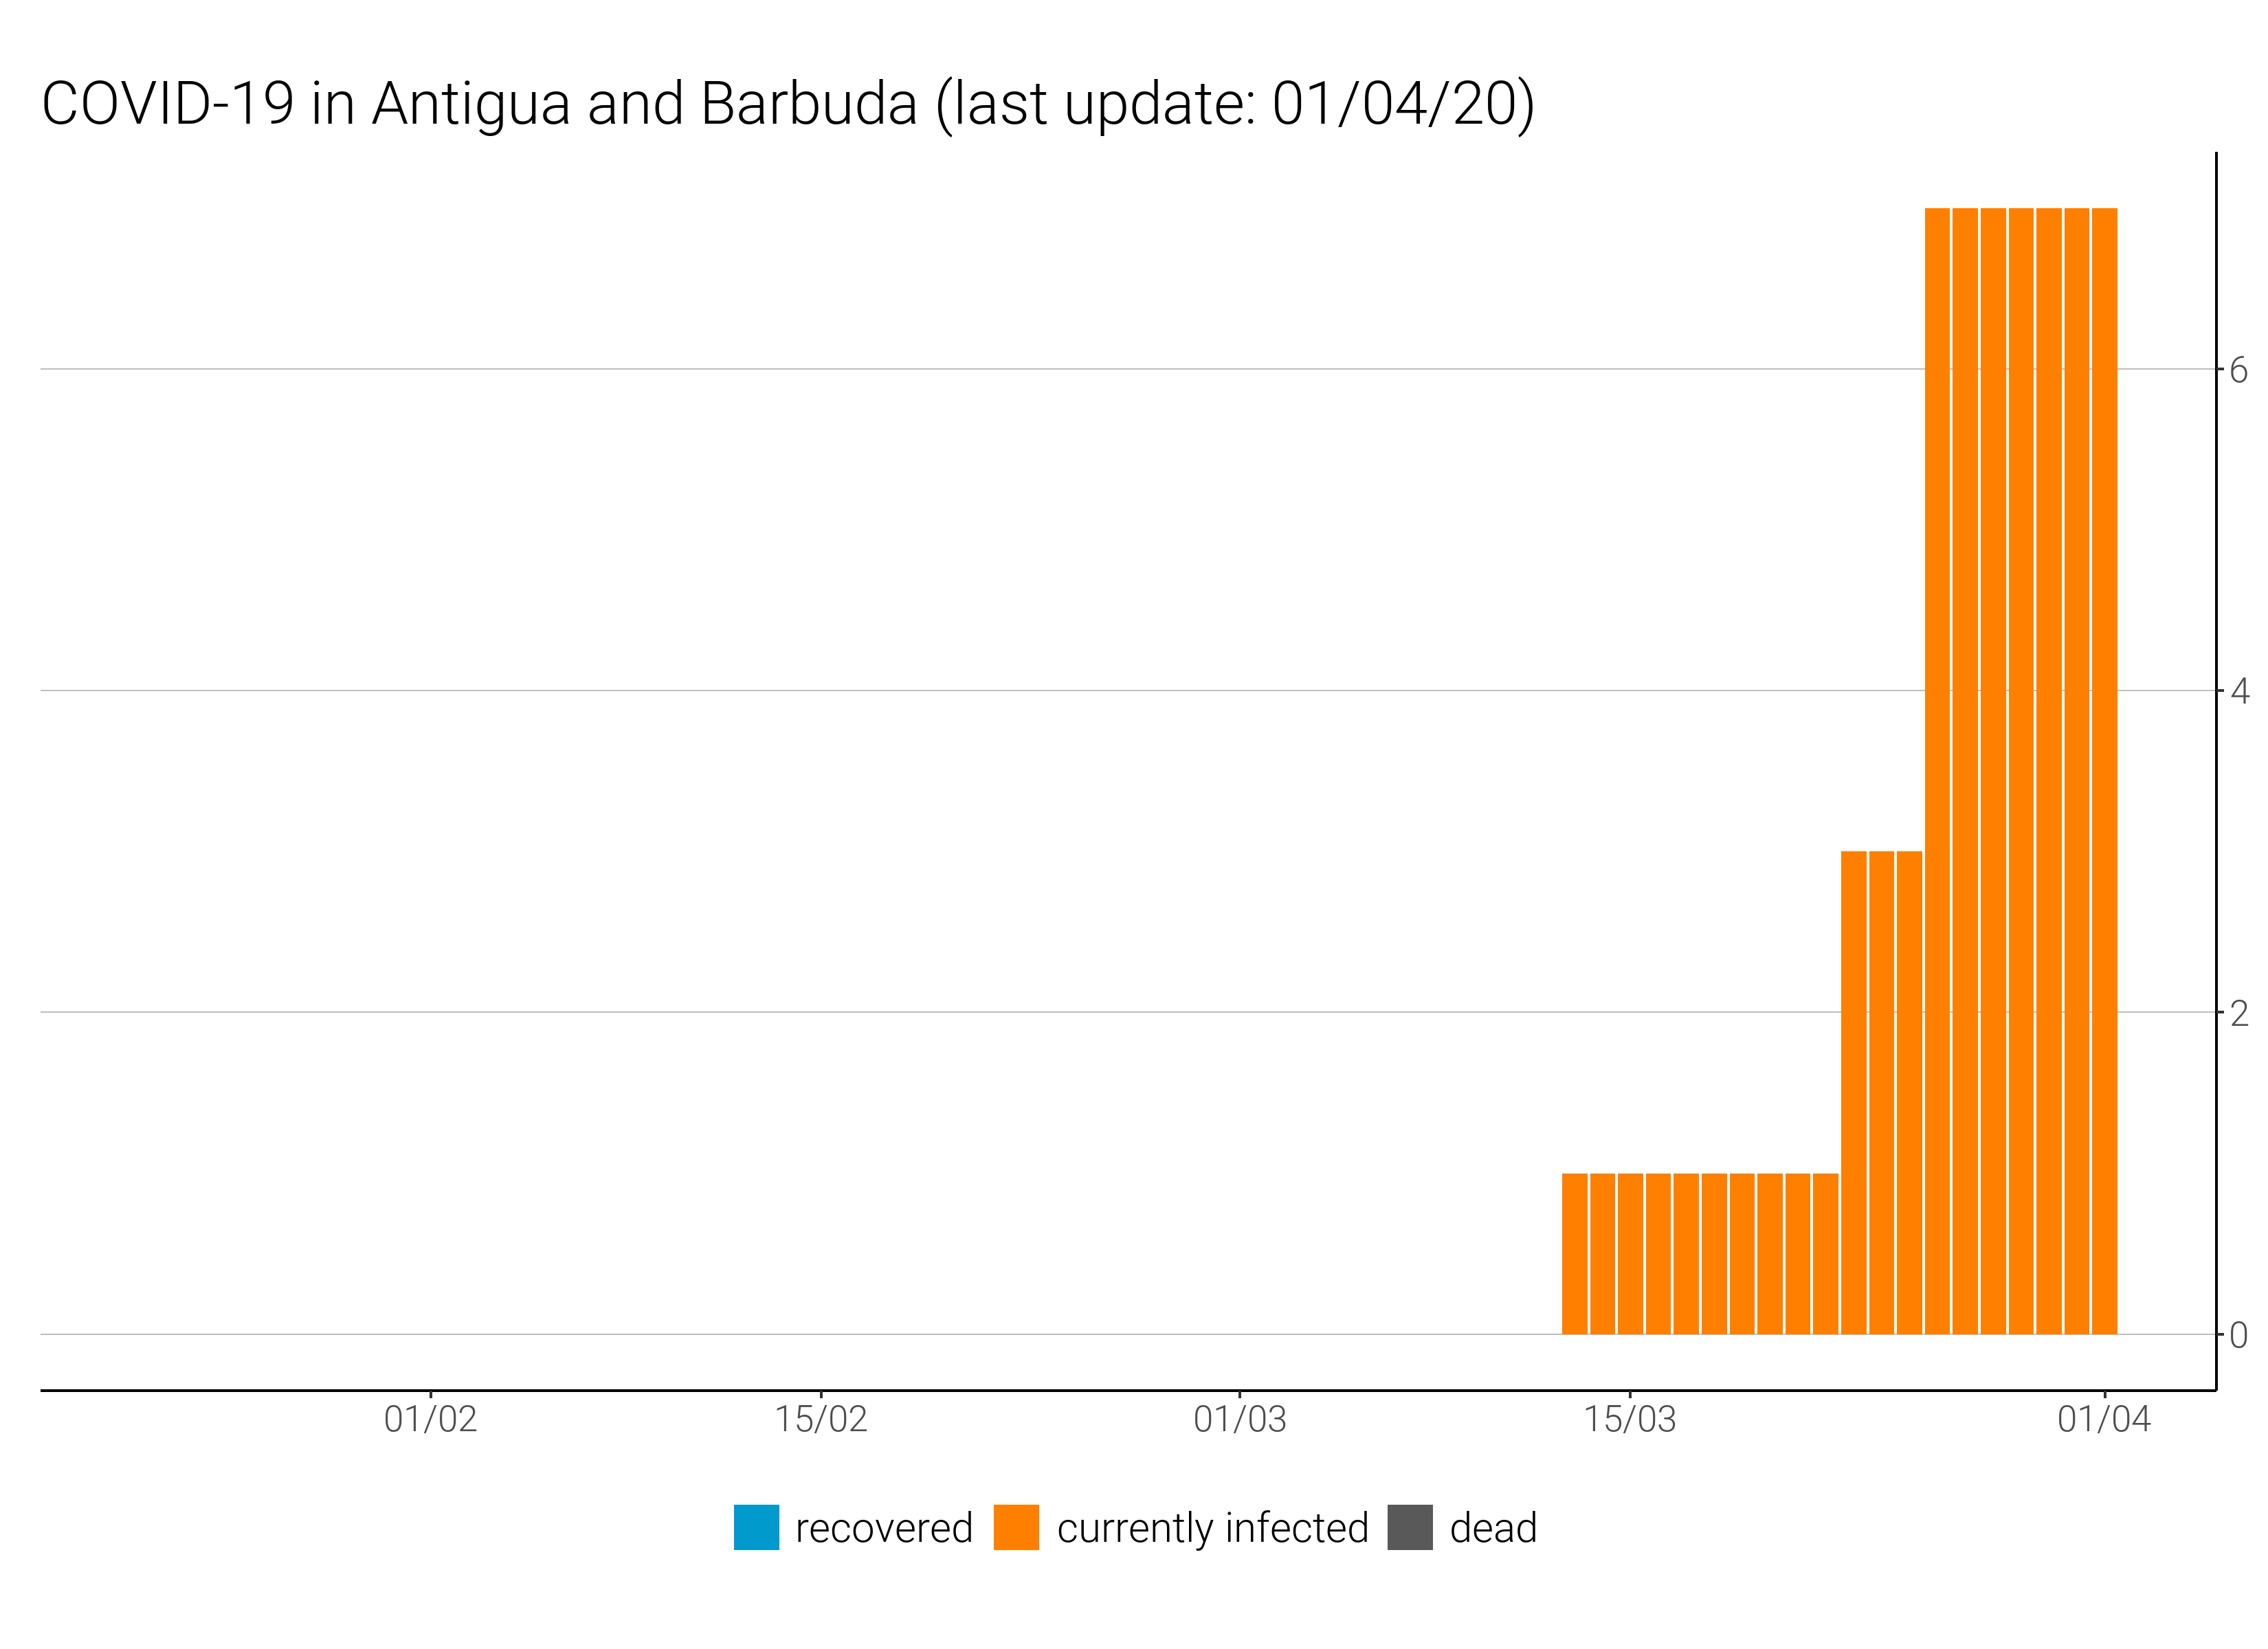 COVID-19 in Antigua and Barbuda (last update: 01/04/20)
6
4
2
0
01/02 15/02 01/03 15/03 01/04
recovered currently infected dead